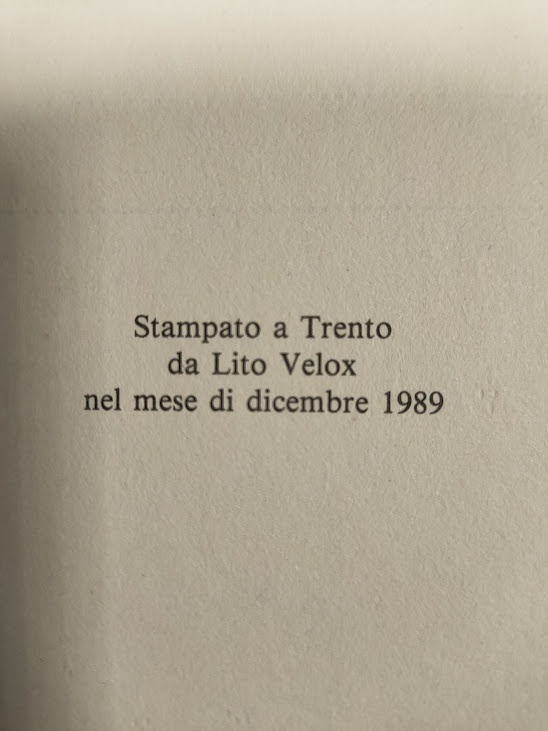 Stampato a Trento
da Lito Velox
nel mese di dicembre 1989